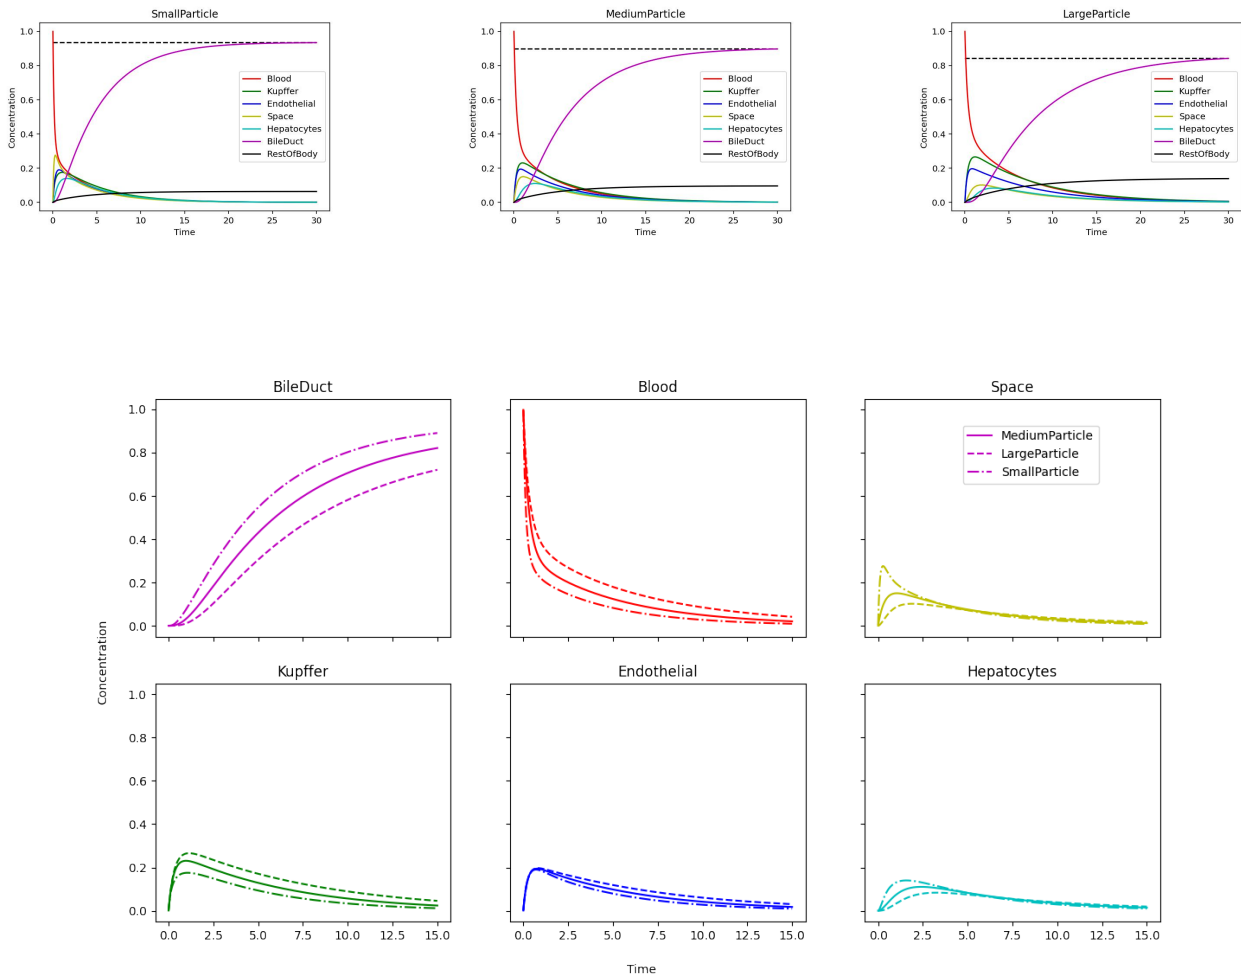 SmallParticle
1.0
0.8
0.6
0.4
0.2
0.0
Concentration
0 5 10 15 20 25 30
Time
Blood
Kupffer
Endothelial
Space
Hepatocytes
BileDuct
RestOfBody
MediumParticle
1.0
0.8
0.6
0.4
0.2
0.0
Concentration
0 5 10 15 20 25 30
Time
Blood
Kupffer
Endothelial
Space
Hepatocytes
BileDuct
RestOfBody
LargeParticle
1.0
0.8
0.6
0.4
0.2
0.0
Concentration
0 5 10 15 20 25 30
Time
Blood
Kupffer
Endothelial
Space
Hepatocytes
BileDuct
RestOfBody
BileDuct
1.0
0.8
0.6
0.4
0.2
0.0
Blood
Space
MediumParticle
LargeParticle
SmallParticle
Concentration
Kupffer
1.0
0.8
0.6
0.4
0.2
0.0
0.0 2.5 5.0 7.5 10.0 12.5 15.0
Endothelial
0.0 2.5 5.0 7.5 10.0 12.5 15.0
Hepatocytes
0.0 2.5 5.0 7.5 10.0 12.5 15.0
Time